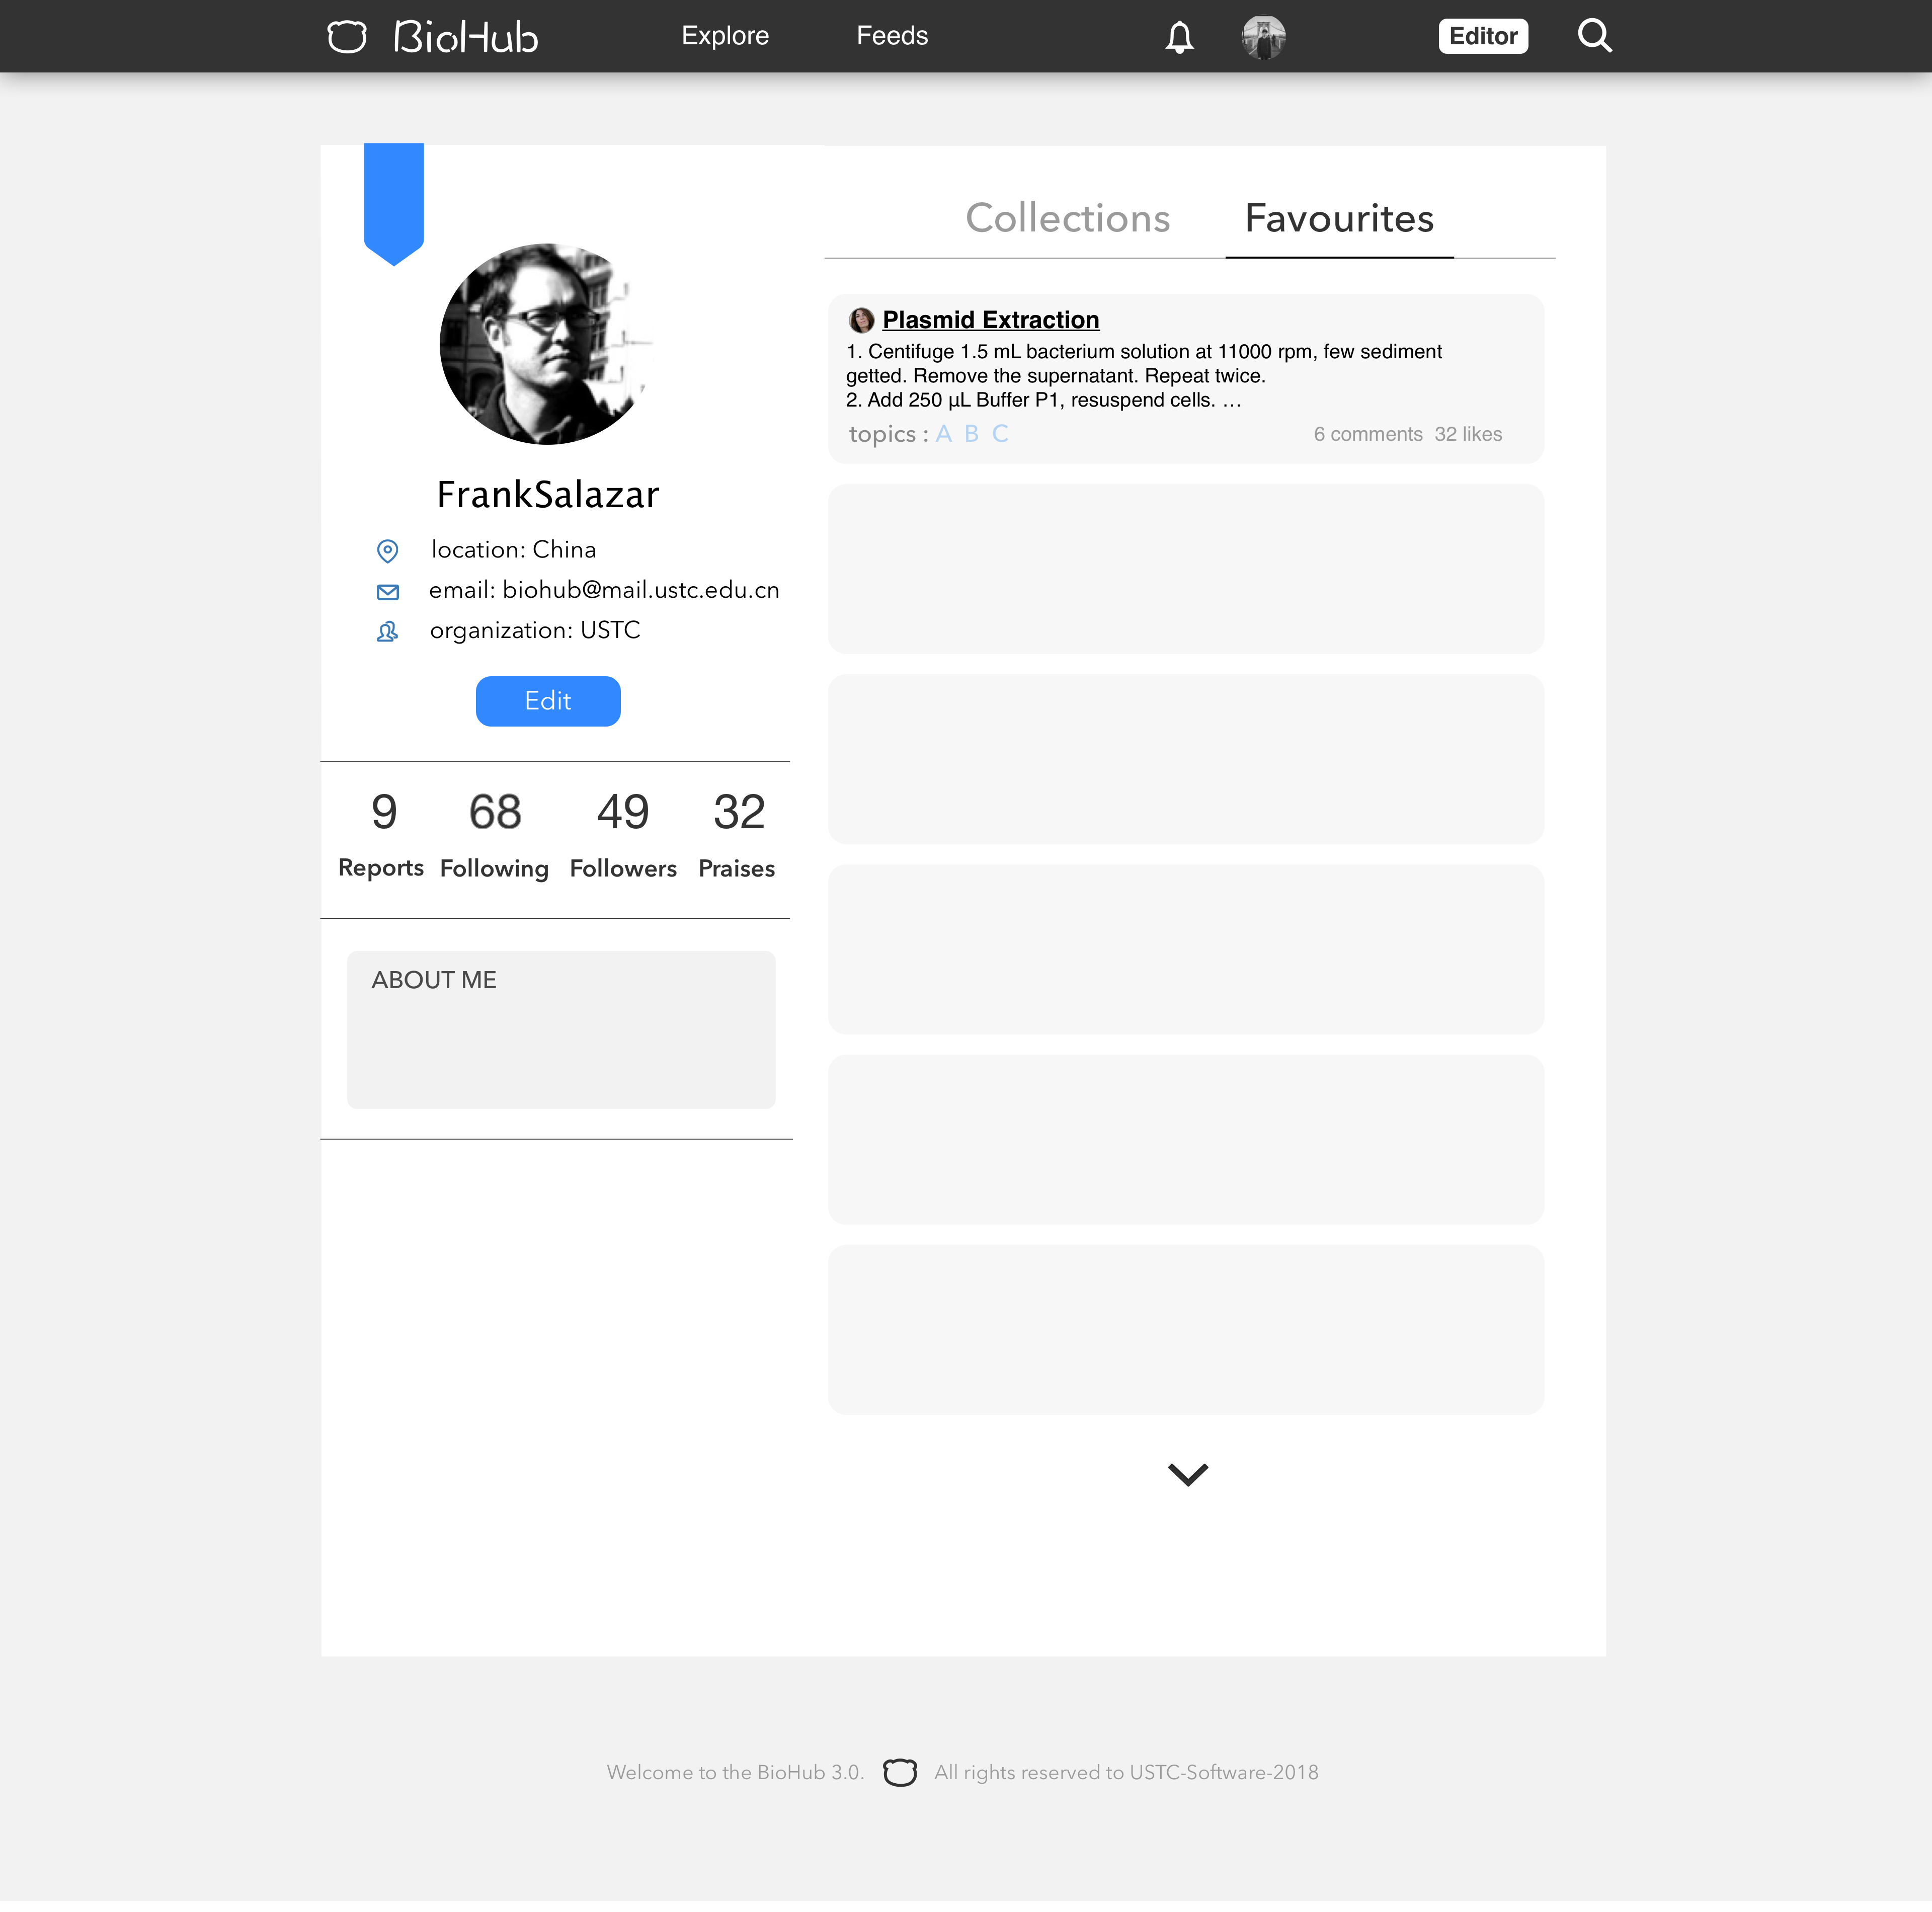 BioHub
Explore
Feeds
Editor
FrankSalazar
location: China
email: biohub@mail.ustc.edu.cn
organization: USTC
Edit
9 68 49 32
Reports Following Followers Praises
ABOUT ME
Collections
Favourites
Plasmid Extraction
1. Centifuge 1.5 mL bacterium solution at 11000 rpm, few sediment
getted. Remove the supernatant. Repeat twice.
2. Add 250 µL Buffer P1, resuspend cells. …
topics : A B C
6 comments 32 likes
Welcome to the BioHub 3.0.
All rights reserved to USTC-Software-2018